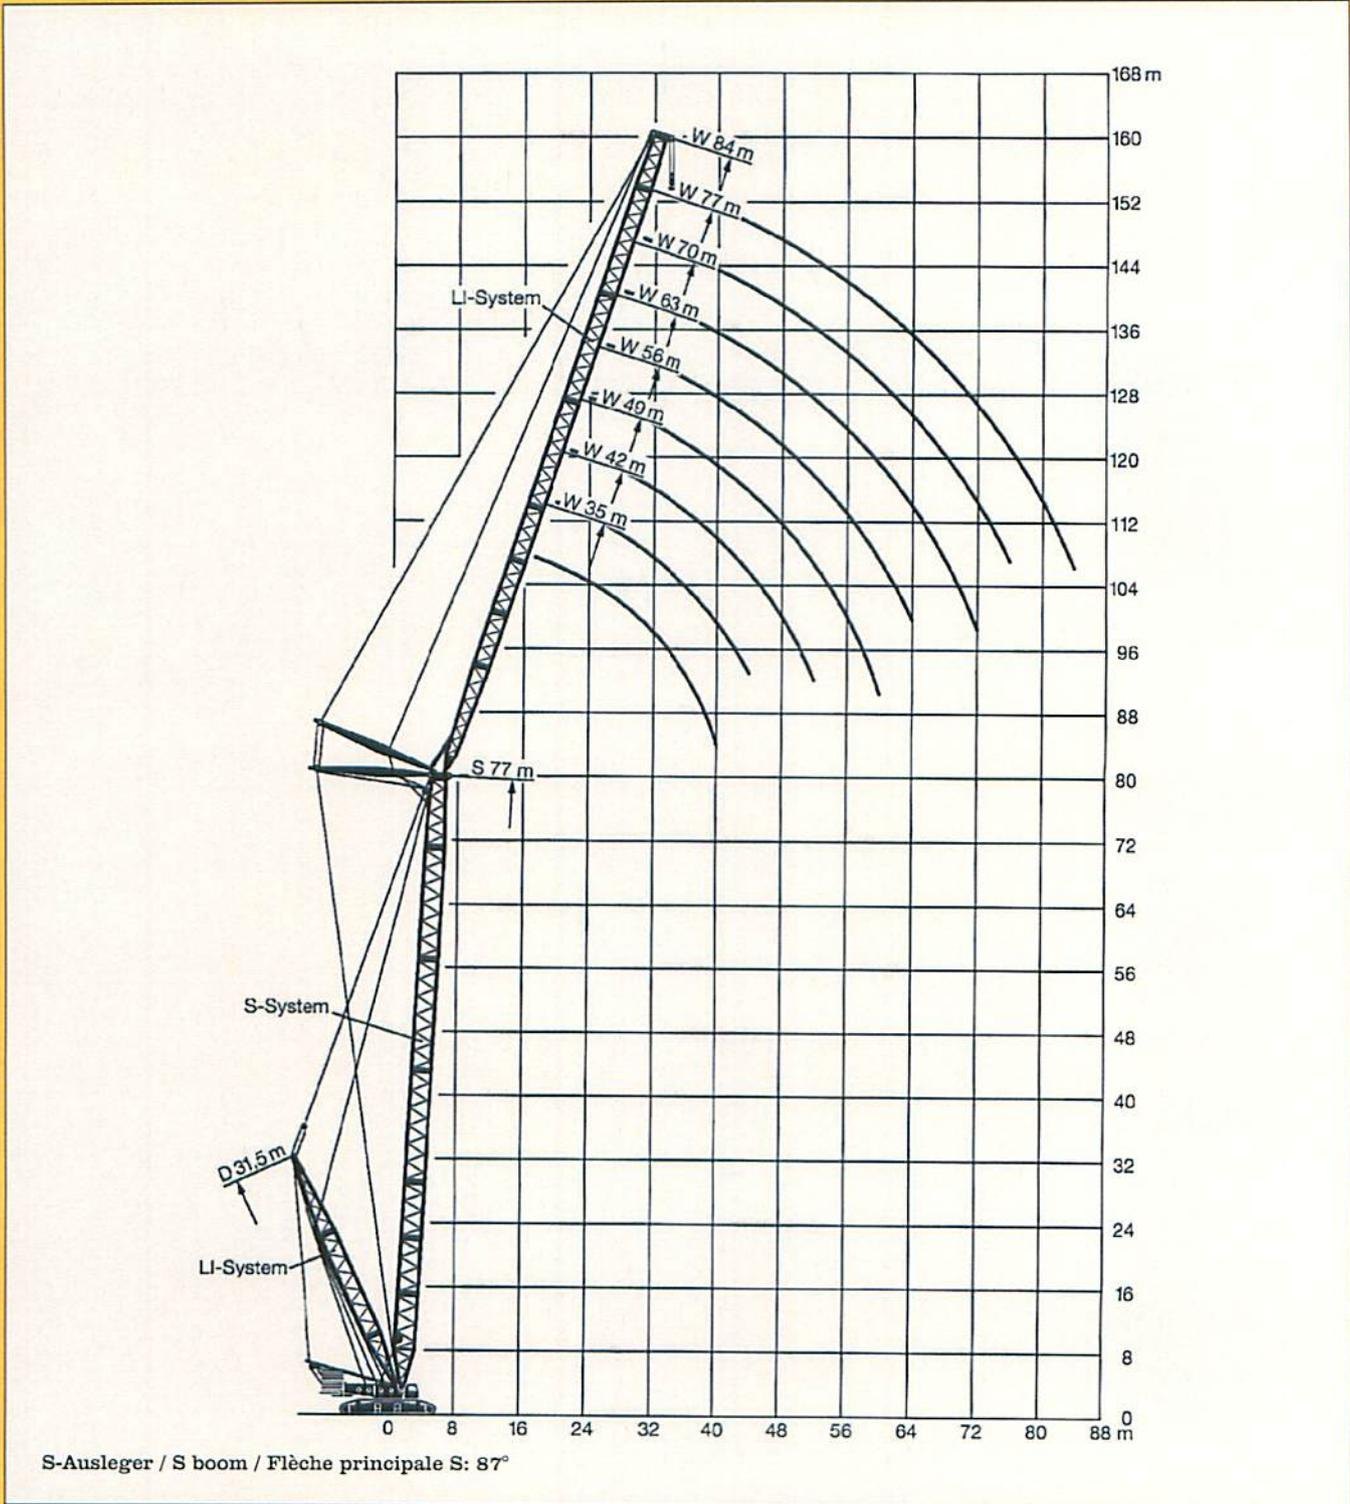 168 m
W 84 m
160
W 77 m
152
W 70 m
144
LI-System
W 63 m
136
W 56 m
128
W 49 m
120
W 42 m
W 35 m
112
104
96
88
S 77 m
80
72
64
56
S-System
48
40
D 31,5 m
32
24
LI-System
16
8
0
0 8 16 24 32 40 48 56 64 72 80 88 m
S-Ausleger / S boom / Flèche principale S: 87°